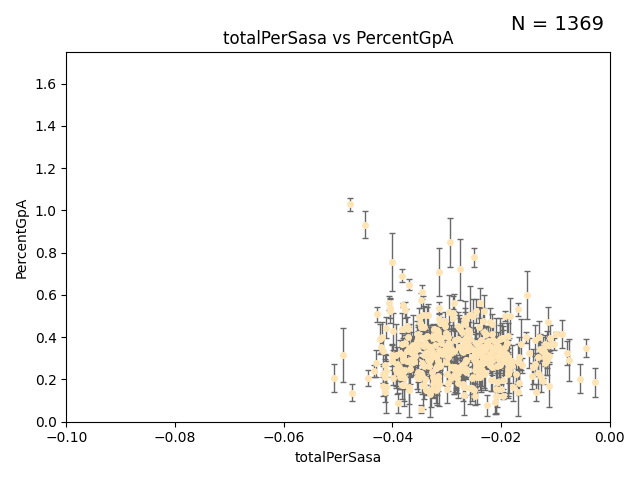 N = 1369
totalPerSasa vs PercentGpA
PercentGpA
1.6
1.4
1.2
1.0
0.8
0.6
0.4
0.2
0.0
−0.10 −0.08 −0.06 −0.04 −0.02 0.00
totalPerSasa